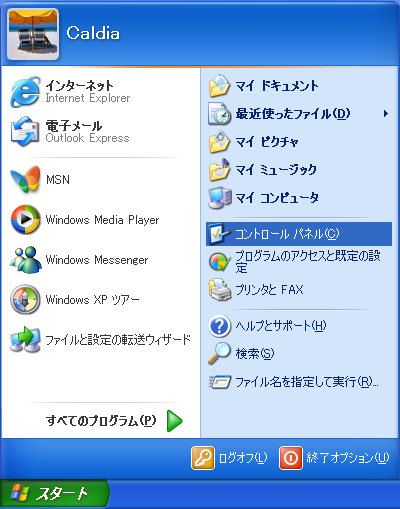 Caldia
インターネット
Internet Explorer
電子メール
Outlook Express
MSN
Windows Media Player
Windows Messenger
Windows XP ツアー
ファイルと設定の転送ウィザード
すべてのプログラム(P)
マイ ドキュメント
最近使ったファイル(D)
マイ ピクチャ
マイ ミュージック
マイ コンピュータ
コントロール パネル(C)
プログラムのアクセスと既定の設
定
プリンタと FAX
ヘルプとサポート(H)
検索(S)
ファイル名を指定して実行(R)...
ログオフ(L)
終了オプション(U)
スタート